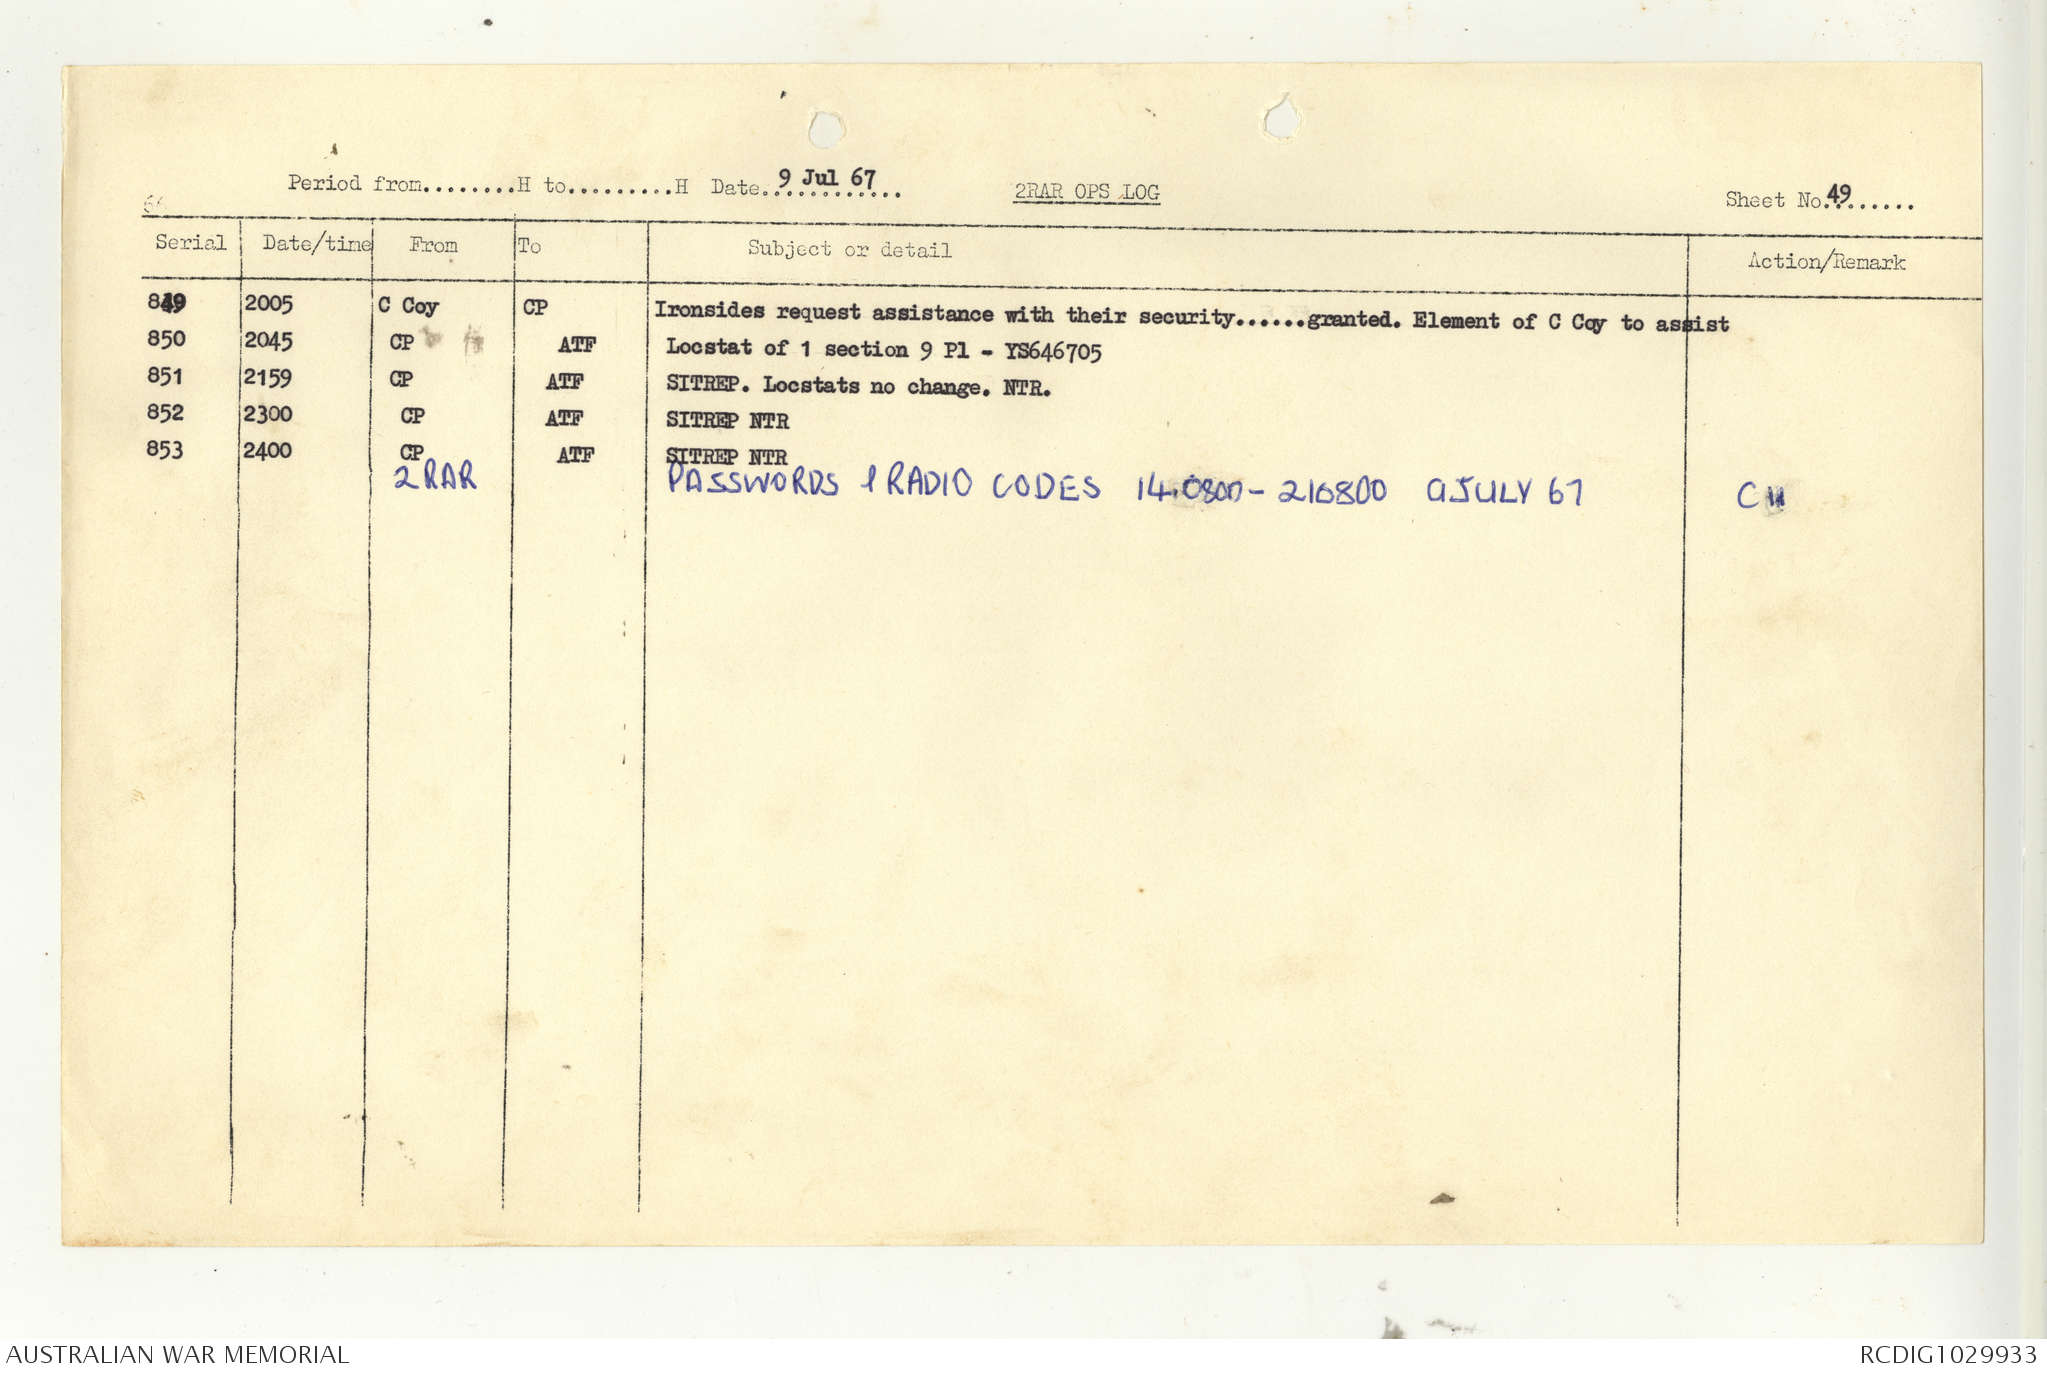 Period from........H to..........H Date. 9 Jul 67 2RAR OPS LOG Sheet No.49........
66
Serial Date/time From To Subject or detail Action/Remark
849 2005 C Coy CP Ironsides request assistance with their security......granted. Element of C Coy to assist
850 2045 CP ATF Locstat of 1 section 9 Pl - YS646705
851 2159 CP ATF SITREP. Locstats no change. NTR.
852 2300 CP ATF SITREP NTR
853 2400 CP ATF SITREP NTR
2RAR PASSWORDS & RADIO CODES 140800 - 210800 9 JULY 67 C11
AUSTRALIAN WAR MEMORIAL RCDIG1029933